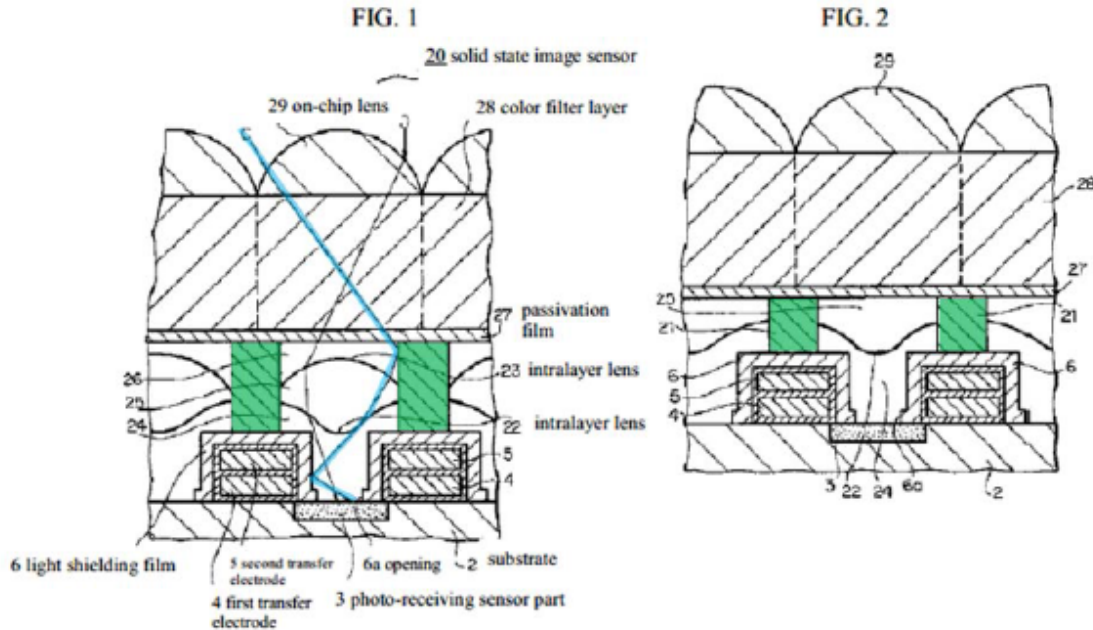 FIG. 1
FIG. 2
20 solid state image sensor
29 on-chip lens
28 color filter layer
29
28
27
passivation film
27
26
23
intralayer lens
25
24
22
intralayer lens
21
21
6
5
4
6
5
4
3
22
24
6a
2
6 light shielding film
5 second transfer electrode
6a opening
2
substrate
4 first transfer electrode
3 photo-receiving sensor part